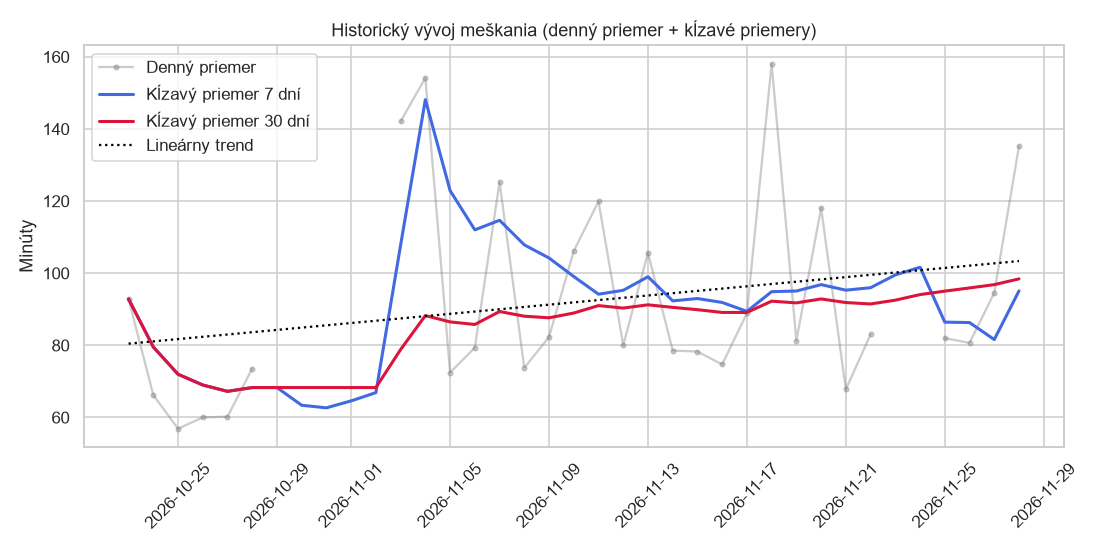 Historický vývoj meškania (denný priemer + kĺzavé priemery)
Denný priemer
Kĺzavý priemer 7 dní
Kĺzavý priemer 30 dní
Lineárny trend
Minúty
160
140
120
100
80
60
2026-10-25
2026-10-29
2026-11-01
2026-11-05
2026-11-09
2026-11-13
2026-11-17
2026-11-21
2026-11-25
2026-11-29